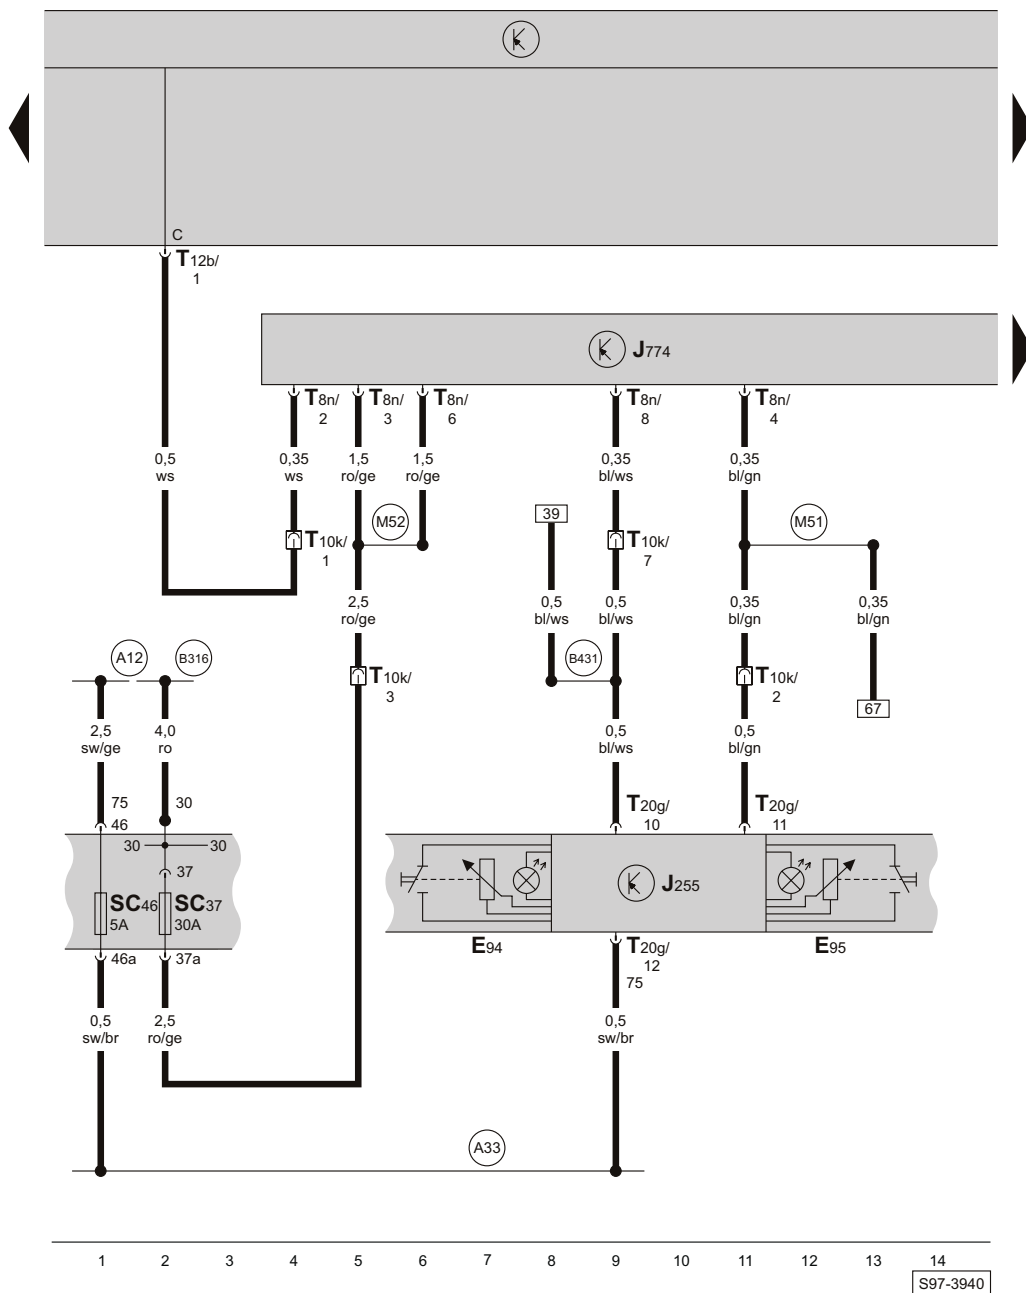 C
T12b/
1
J774
T8n/
2
T8n/
3
T8n/
6
T8n/
8
T8n/
4
0,5
ws
0,35
ws
1,5
ro/ge
1,5
ro/ge
0,35
bl/ws
0,35
bl/gn
M52
39
M51
T10k/
1
T10k/
7
2,5
ro/ge
0,5
bl/ws
0,5
bl/ws
0,35
bl/gn
0,35
bl/gn
A12
B316
B431
T10k/
3
T10k/
2
67
2,5
sw/ge
4,0
ro
0,5
bl/ws
0,5
bl/gn
75
46
30
T20g/
10
T20g/
11
30
30
37
SC46
5A
SC37
30A
J255
46a
37a
E94
T20g/
12
75
E95
0,5
sw/br
2,5
ro/ge
0,5
sw/br
A33
1 2 3 4 5 6 7 8 9 10 11 12 13 14
S97-3940